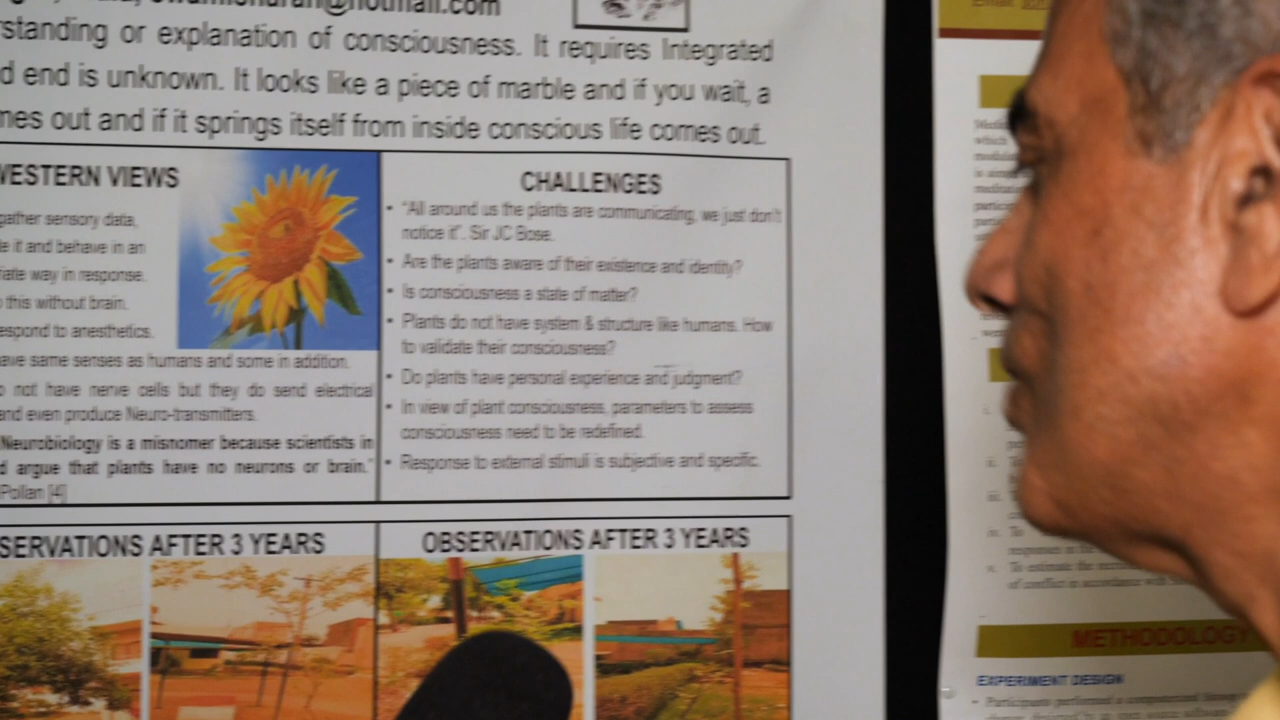 standing or explanation of consciousness. It requires Integrated
d end is unknown. It looks like a piece of marble and if you wait, a
mes out and if it springs itself from inside conscious life comes out.
WESTERN VIEWS
gather sensory data,
e it and behave in an
iate way in response.
this without brain.
espond to anesthetics.
ave same senses as humans and some in addition.
o not have nerve cells but they do send electrical
and even produce Neuro-transmitters.
Neurobiology is a misnomer because scientists in
d argue that plants have no neurons or brain."
Pollan [4]
CHALLENGES
• "All around us the plants are communicating, we just don't
notice it". Sir JC Bose.
• Are the plants aware of their existence and identity?
• Is consciousness a state of matter?
• Plants do not have system & structure like humans. How
to validate their consciousness?
• Do plants have personal experience and judgment?
• In view of plant consciousness, parameters to assess
consciousness need to be redefined.
• Response to external stimuli is subjective and specific.
SERVATIONS AFTER 3 YEARS
OBSERVATIONS AFTER 3 YEARS
METHODOLOGY
EXPERIMENT DESIGN
• Participants performed a computerized